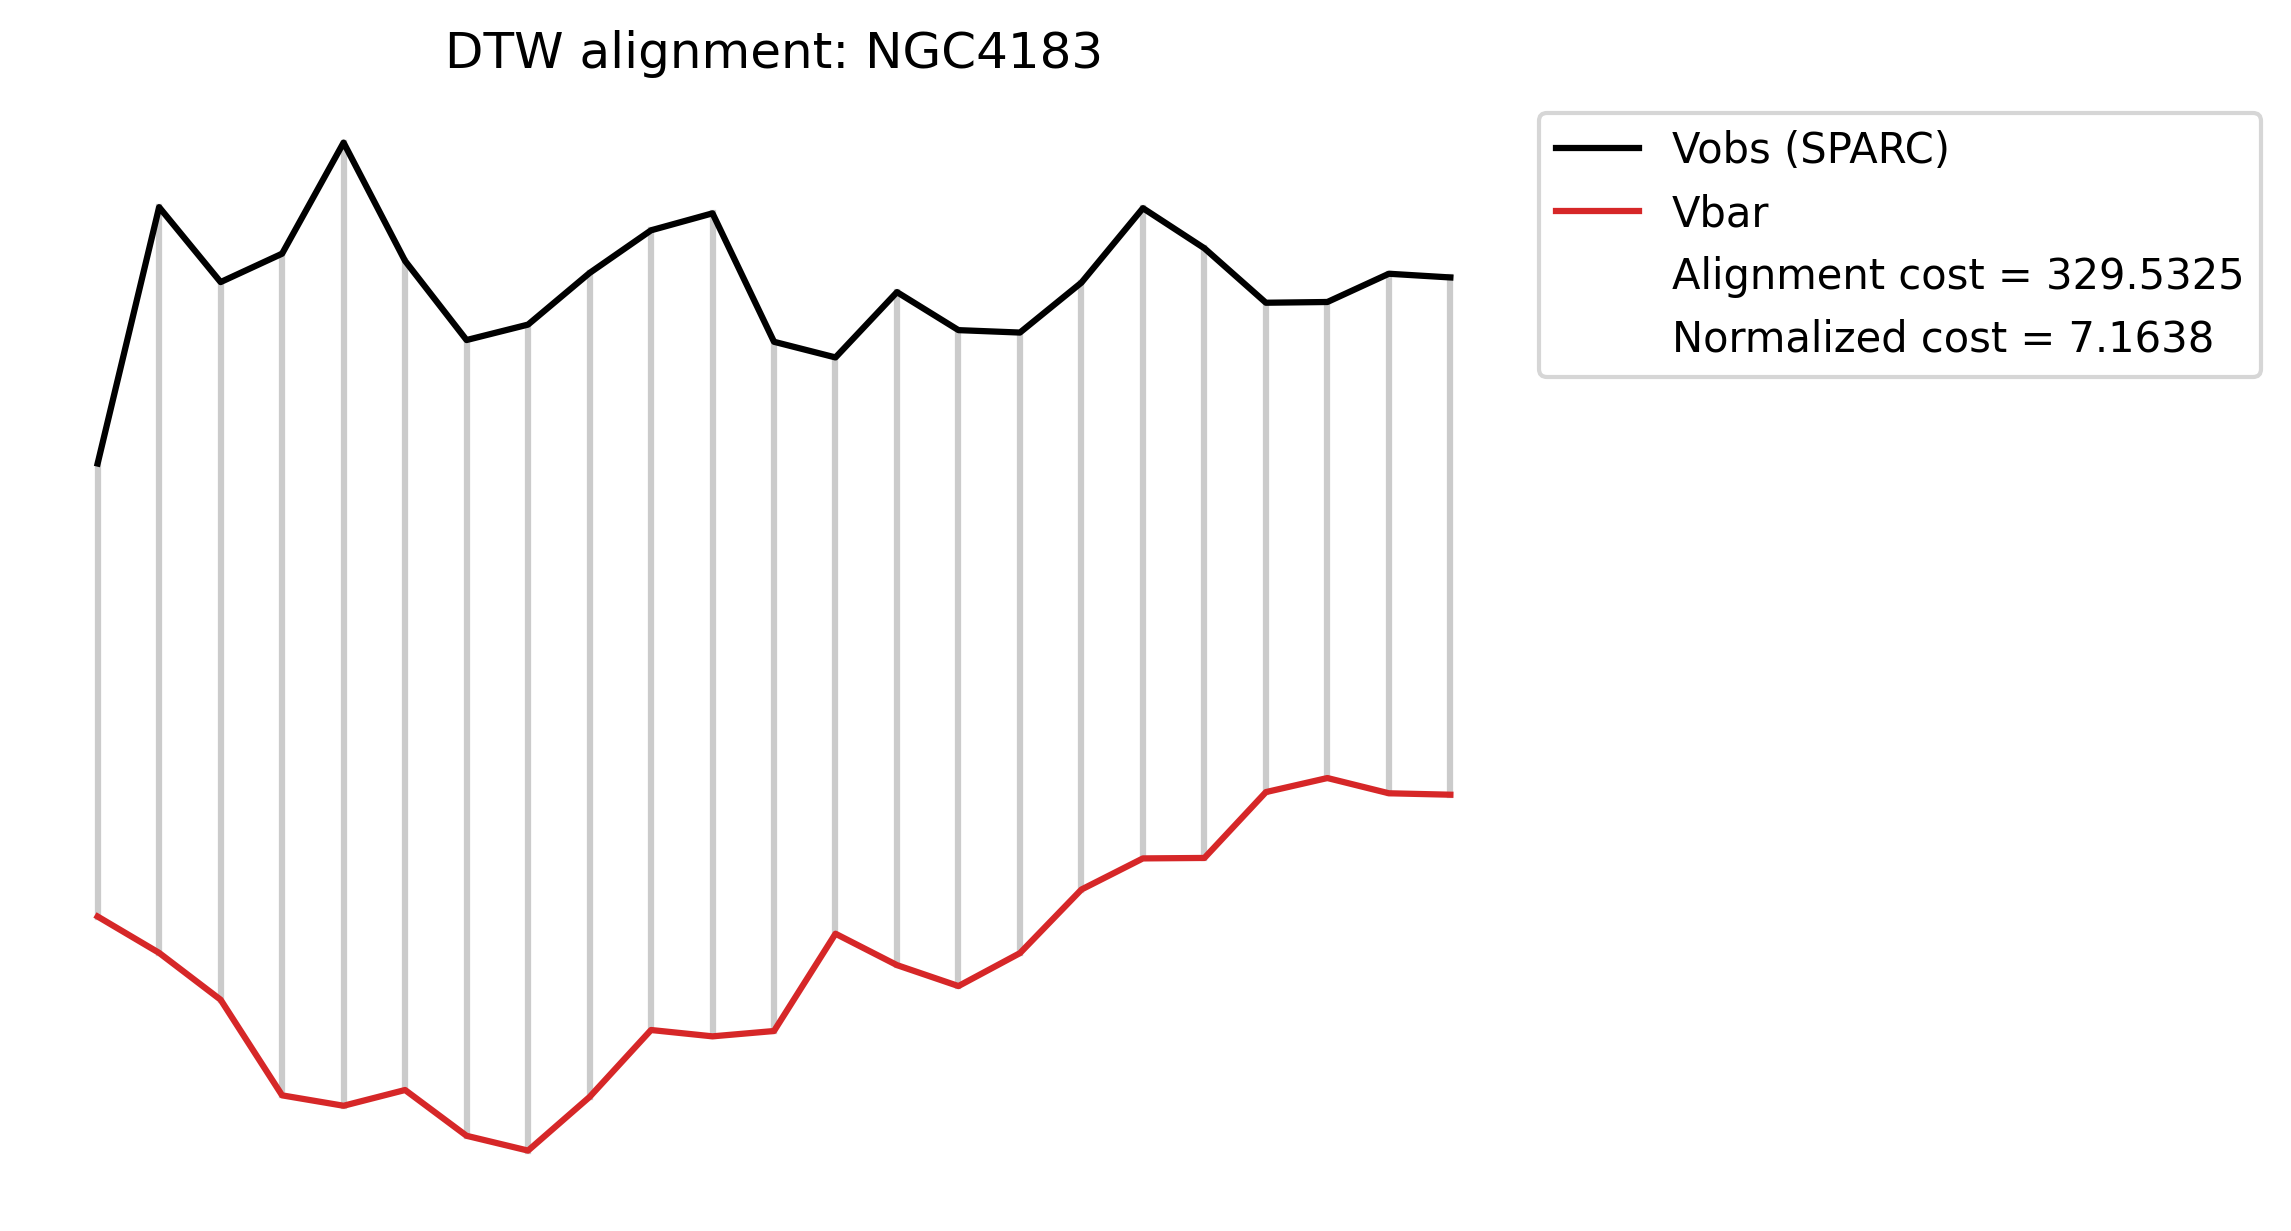 DTW alignment: NGC4183
Vobs (SPARC)
Vbar
Alignment cost = 329.5325
Normalized cost = 7.1638